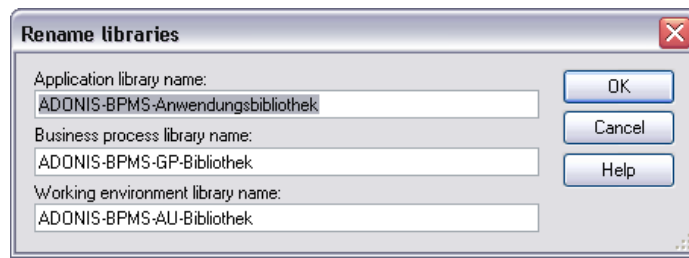 Rename libraries
Application library name:
ADONIS-BPMS-Anwendungsbibliothek
Business process library name:
ADONIS-BPMS-GP-Bibliothek
Working environment library name:
ADONIS-BPMS-AU-Bibliothek
OK
Cancel
Help